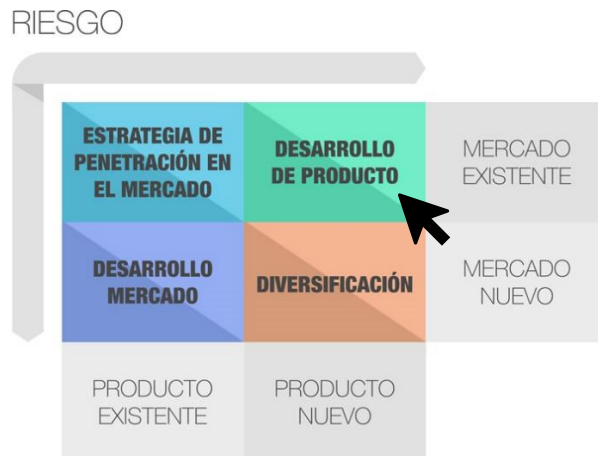 RIESGO
ESTRATEGIA DE
PENETRACIÓN EN
EL MERCADO
DESARROLLO
DE PRODUCTO
MERCADO
EXISTENTE
DESARROLLO
MERCADO
DIVERSIFICACIÓN
MERCADO
NUEVO
PRODUCTO
EXISTENTE
PRODUCTO
NUEVO